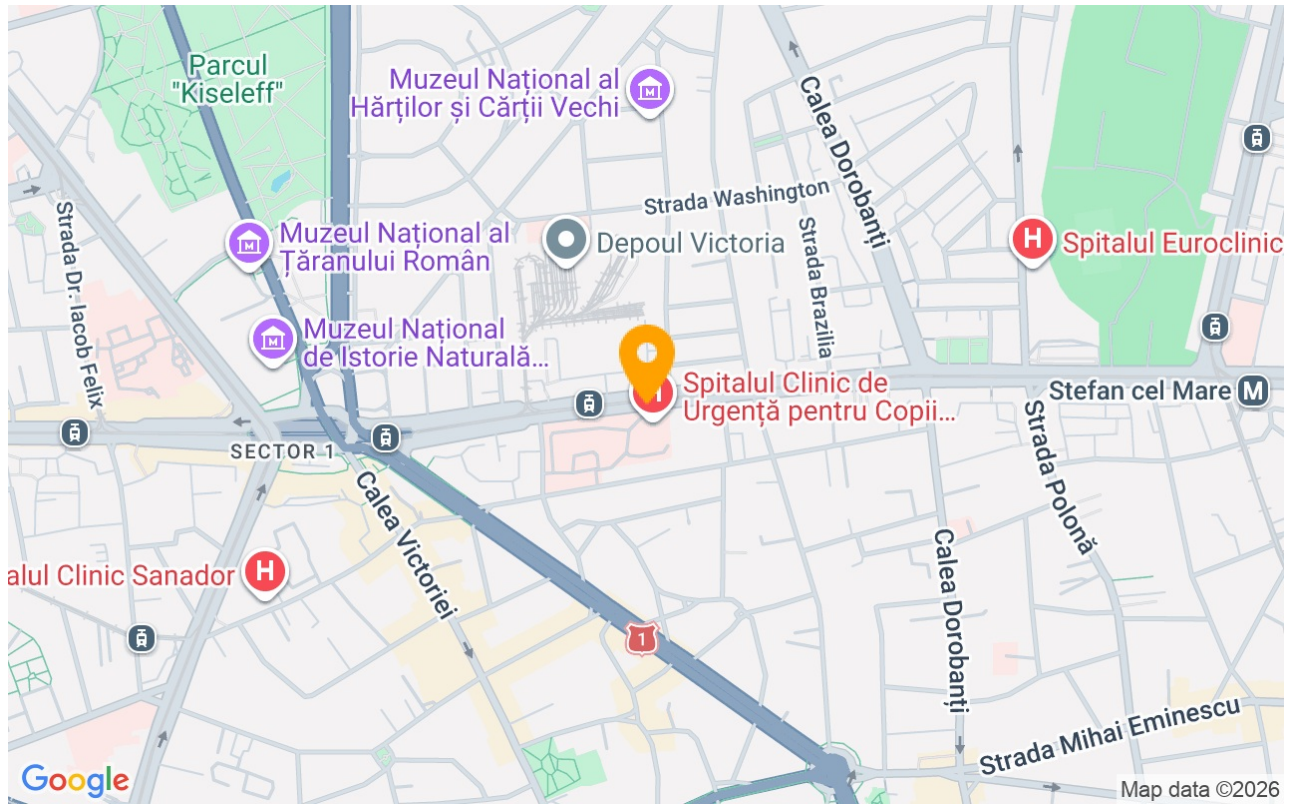 Parcul
"Kiseleff"
Muzeul Național al
Hărților și Cărții Vechi
Calea Dorobanți
Strada Washington
Strada Dr. Iacob Felix
Muzeul Național al
Țăranului Român
Depoul Victoria
Strada Brazilia
H
Spitalul Euroclinic
Muzeul Național
de Istorie Naturală...
Spitalul Clinic de
Urgență pentru Copii...
Stefan cel Mare M
SECTOR 1
Strada Polonă
Calea Victoriei
alul Clinic Sanador
H
Calea Dorobanți
1
Strada Mihai Eminescu
Google
Map data ©2026